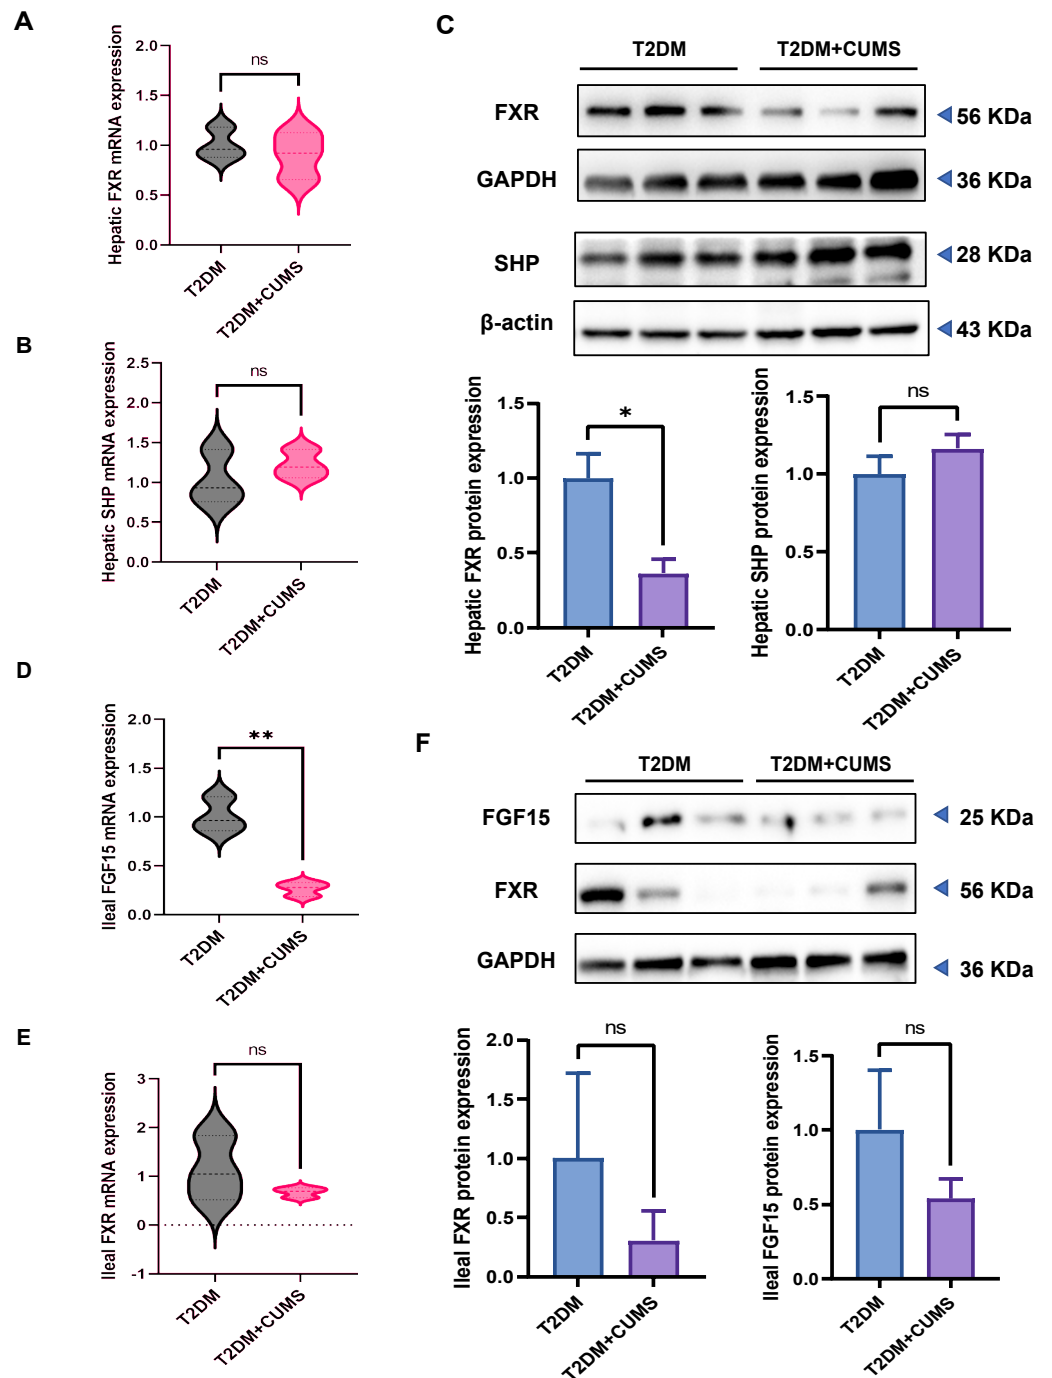 A
Hepatic FXR mRNA expression
2.0
1.5
1.0
0.5
0.0
ns
T2DM
T2DM+CUMS
B
Hepatic SHP mRNA expression
2.5
2.0
1.5
1.0
0.5
0.0
ns
T2DM
T2DM+CUMS
C
T2DM T2DM+CUMS
FXR 56 KDa
GAPDH 36 KDa
SHP 28 KDa
β-actin 43 KDa
Hepatic FXR protein expression
1.5
1.0
0.5
0.0
*
T2DM
T2DM+CUMS
Hepatic SHP protein expression
1.5
1.0
0.5
0.0
ns
T2DM
T2DM+CUMS
D
Ileal FGF15 mRNA expression
2.0
1.5
1.0
0.5
0.0
**
T2DM
T2DM+CUMS
E
Ileal FXR mRNA expression
3
2
1
0
-1
ns
T2DM
T2DM+CUMS
F
T2DM T2DM+CUMS
FGF15 25 KDa
FXR 56 KDa
GAPDH 36 KDa
Ileal FXR protein expression
2.0
1.5
1.0
0.5
0.0
ns
T2DM
T2DM+CUMS
Ileal FGF15 protein expression
1.5
1.0
0.5
0.0
ns
T2DM
T2DM+CUMS